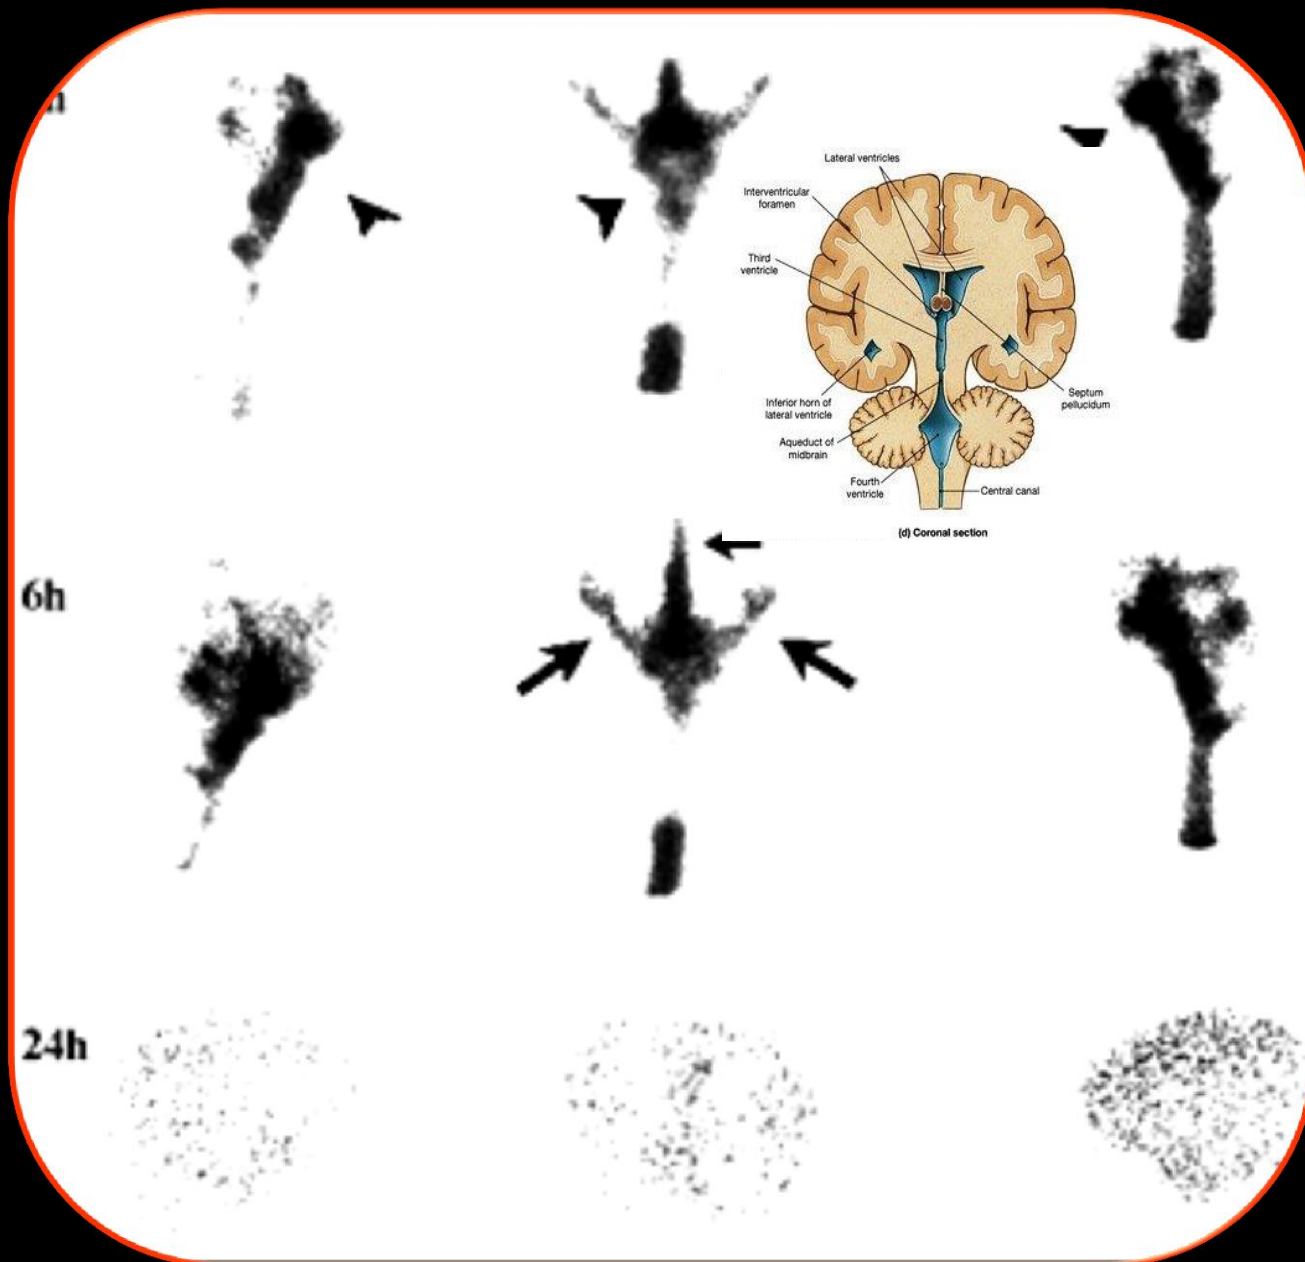 Lateral ventricles
Interventricular
foramen
Third
ventricle
Septum
pellucidum
Inferior horn of
lateral ventricle
Aqueduct of
midbrain
Fourth
ventricle
Central canal
(d) Coronal section
6h
24h